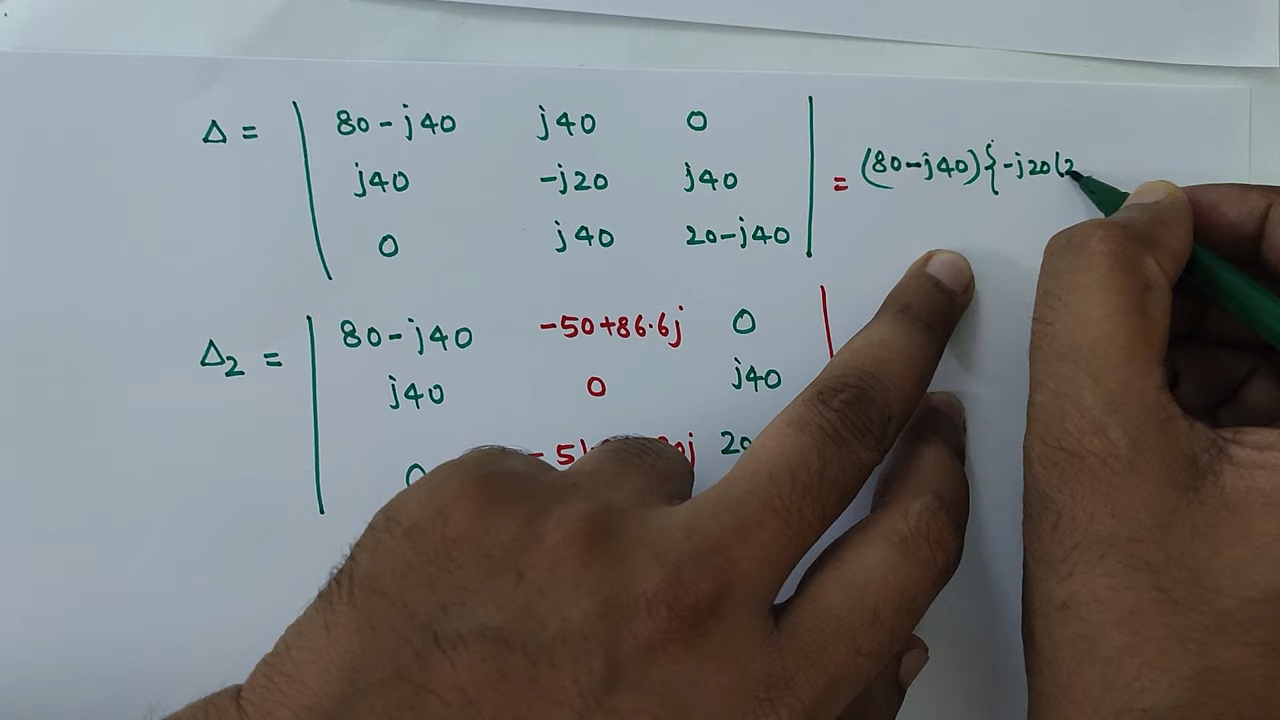 Δ = | 80-j40 j40 0 |
| j40 -j20 j40 | = (80-j40){-j20(2
| 0 j40 20-j40 |
Δ2 = | 80-j40 -50+86.6j 0 |
| j40 0 j40
| 0 j 20